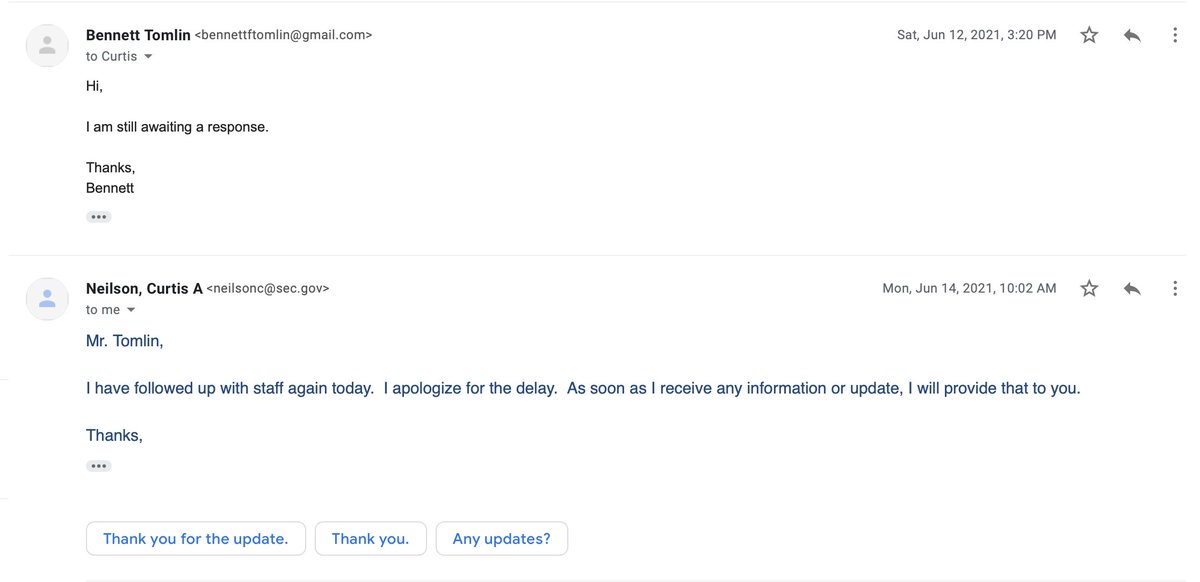 Bennett Tomlin <bennettftomlin@gmail.com> Sat, Jun 12, 2021, 3:20 PM
to Curtis
Hi,
I am still awaiting a response.
Thanks,
Bennett
Neilson, Curtis A <neilsonc@sec.gov> Mon, Jun 14, 2021, 10:02 AM
to me
Mr. Tomlin,
I have followed up with staff again today.  I apologize for the delay.  As soon as I receive any information or update, I will provide that to you.
Thanks,
Thank you for the update. Thank you. Any updates?